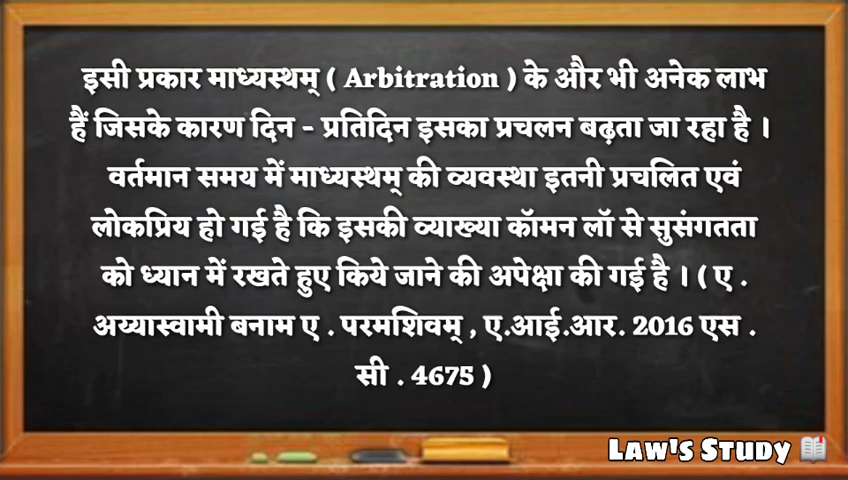 इसी प्रकार माध्यस्थम् ( Arbitration ) के और भी अनेक लाभ
हैं जिसके कारण दिन - प्रतिदिन इसका प्रचलन बढ़ता जा रहा है ।
वर्तमान समय में माध्यस्थम् की व्यवस्था इतनी प्रचलित एवं
लोकप्रिय हो गई है कि इसकी व्याख्या कॉमन लॉ से सुसंगतता
को ध्यान में रखते हुए किये जाने की अपेक्षा की गई है । ( ए .
अय्यास्वामी बनाम ए . परमशिवम् , ए.आई.आर. 2016 एस .
सी . 4675 )
Law's Study